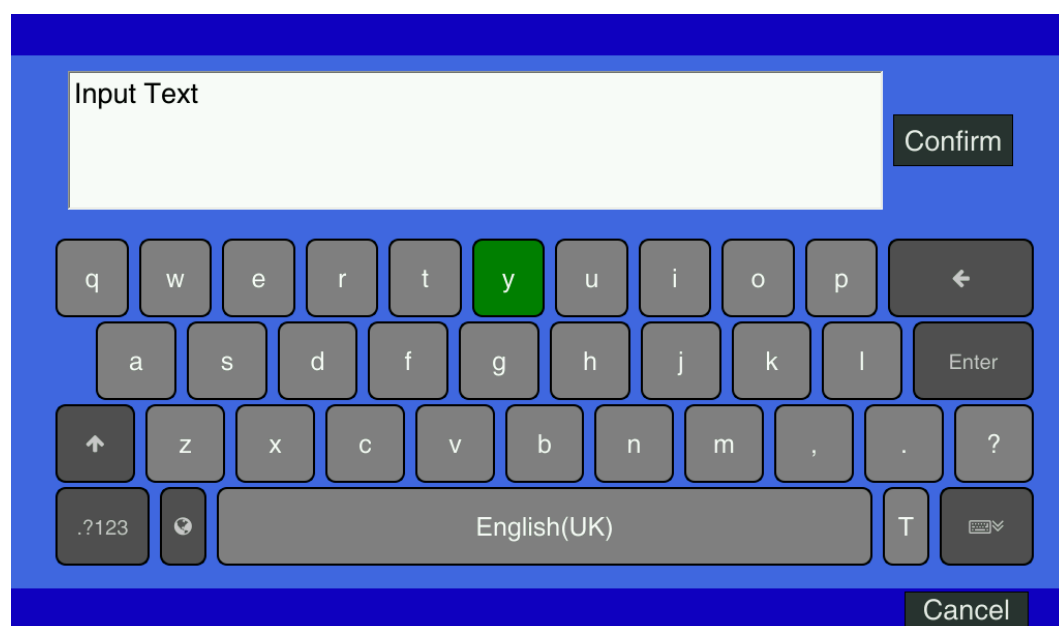 Input Text
Confirm
q w e r t y u i o p
a s d f g h j k l Enter
z x c v b n m , . ?
.?123 English(UK) T
Cancel